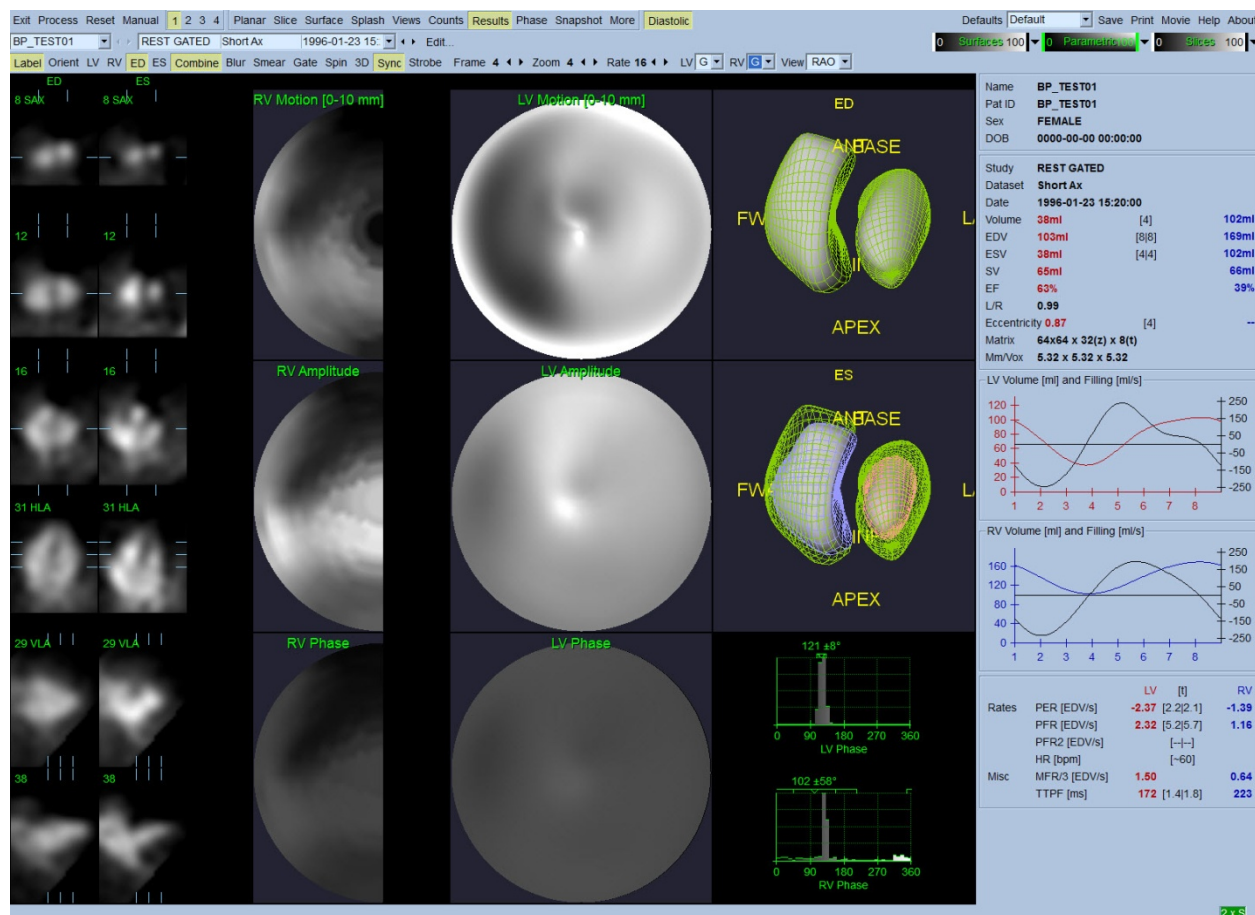 Exit Process Reset Manual 1 2 3 4 Planar Slice Surface Splash Views Counts Results Phase Snapshot More Diastolic Defaults Default Save Print Movie Help About
BP_TEST01 REST GATED Short Ax 1996-01-23 15: Edit... 0 Surfaces 100 0 Parametric 100 0 Slices 100
Label Orient LV RV ED ES Combine Blur Smear Gate Spin 3D Sync Strobe Frame 4 Zoom 4 Rate 16 LV G RV G View RAO
ED ES
8 SAX
12 12
16 16
31 HLA 31 HLA
29 VLA 29 VLA
38 38
RV Motion [0-10 mm] LV Motion [0-10 mm]
RV Amplitude LV Amplitude
RV Phase LV Phase
ED
ANT BASE
FW
IN
APEX
ES
ANT BASE
FW
INF
APEX
121 ±8°
0 90 180 270 360
LV Phase
102 ±58°
0 90 180 270 360
RV Phase
Name BP_TEST01
Pat ID BP_TEST01
Sex FEMALE
DOB 0000-00-00 00:00:00
Study REST GATED
Dataset Short Ax
Date 1996-01-23 15:20:00
Volume 38ml [4] 102ml
EDV 103ml [8|8] 169ml
ESV 38ml [4|4] 102ml
SV 65ml 66ml
EF 63% 39%
L/R 0.99
Eccentricity 0.87 [4] --
Matrix 64x64 x 32(z) x 8(t)
Mm/Vox 5.32 x 5.32 x 5.32
LV Volume [ml] and Filling [ml/s]
120 250
100 150
80 50
60 -50
40 -150
20 -250
0
1 2 3 4 5 6 7 8
RV Volume [ml] and Filling [ml/s]
250
160 150
120 50
80 -50
40 -150
0 -250
1 2 3 4 5 6 7 8
LV [t] RV
Rates PER [EDV/s] -2.37 [2.2|2.1] -1.39
PFR [EDV/s] 2.32 [5.2|5.7] 1.16
PFR2 [EDV/s] [--|--]
HR [bpm] [~60]
Misc MFR/3 [EDV/s] 1.50 0.64
TTPF [ms] 172 [1.4|1.8] 223
2 x S